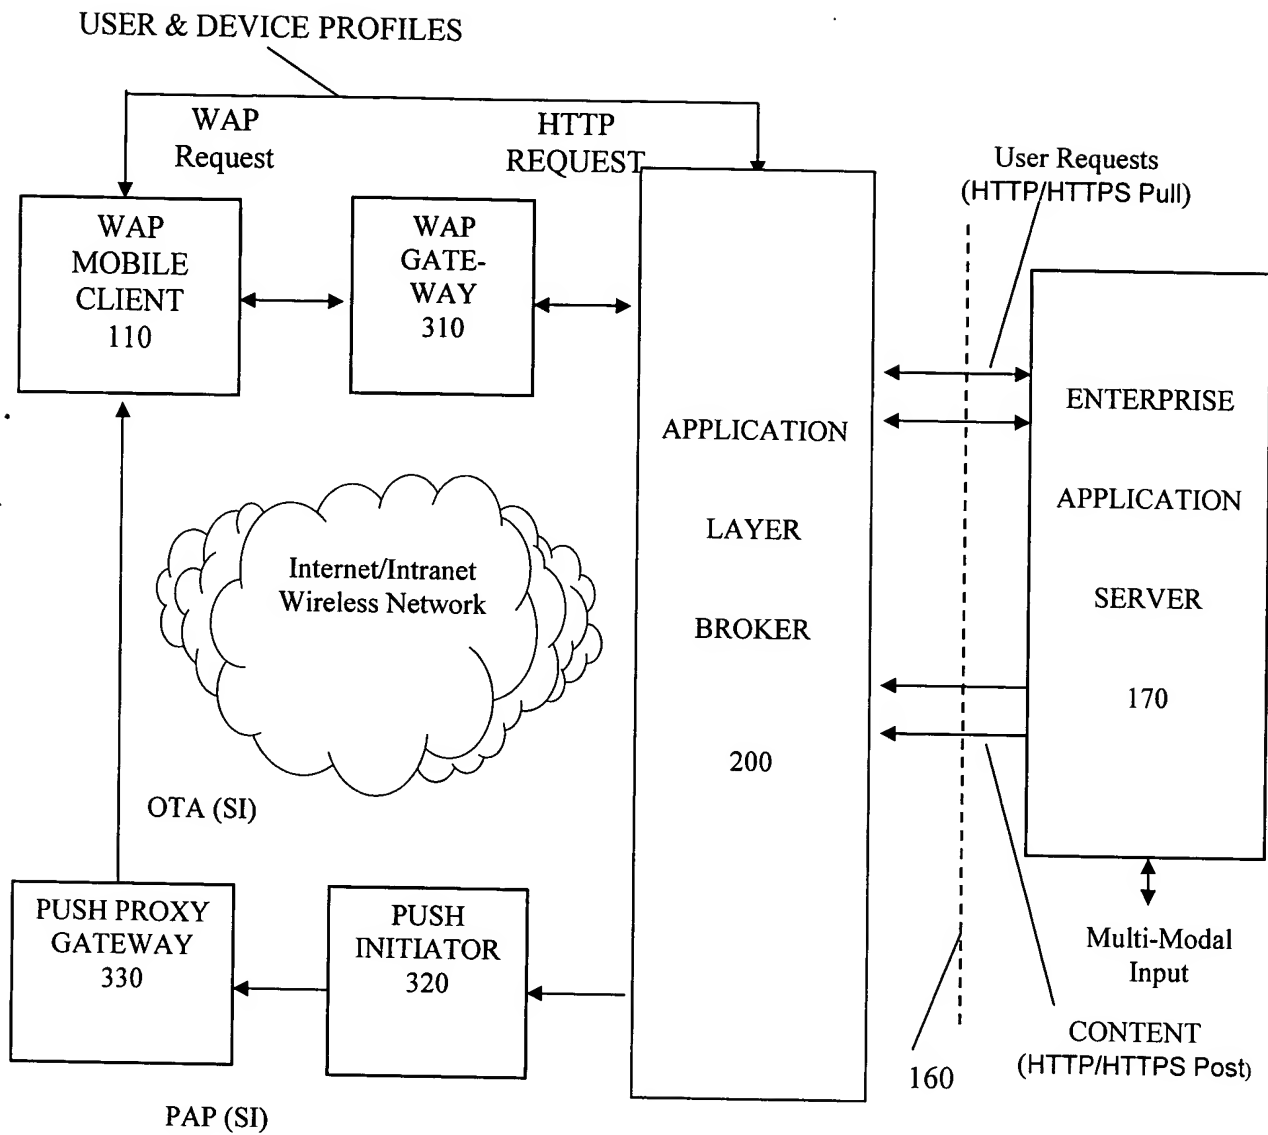 USER & DEVICE PROFILES
WAP
Request
HTTP
REQUEST
User Requests
(HTTP/HTTPS Pull)
WAP
MOBILE
CLIENT
110
WAP
GATE-
WAY
310
APPLICATION
LAYER
BROKER
200
ENTERPRISE
APPLICATION
SERVER
170
Internet/Intranet
Wireless Network
OTA (SI)
PUSH PROXY
GATEWAY
330
PUSH
INITIATOR
320
Multi-Modal
Input
CONTENT
(HTTP/HTTPS Post)
160
PAP (SI)